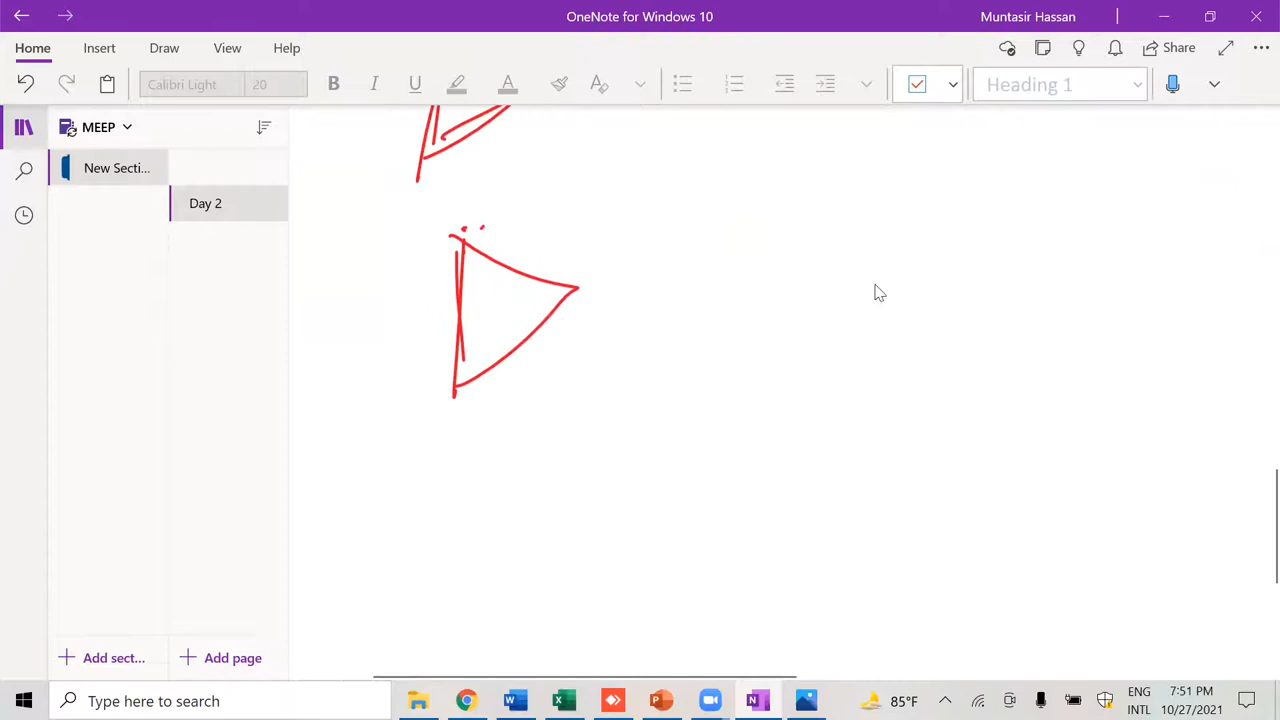 OneNote for Windows 10
Muntasir Hassan
Home Insert Draw View Help
Share
Calibri Light 20
B I U A
Heading 1
MEEP
New Secti...
Day 2
Add sect...
Add page
Type here to search
85°F
ENG
INTL
7:51 PM
10/27/2021